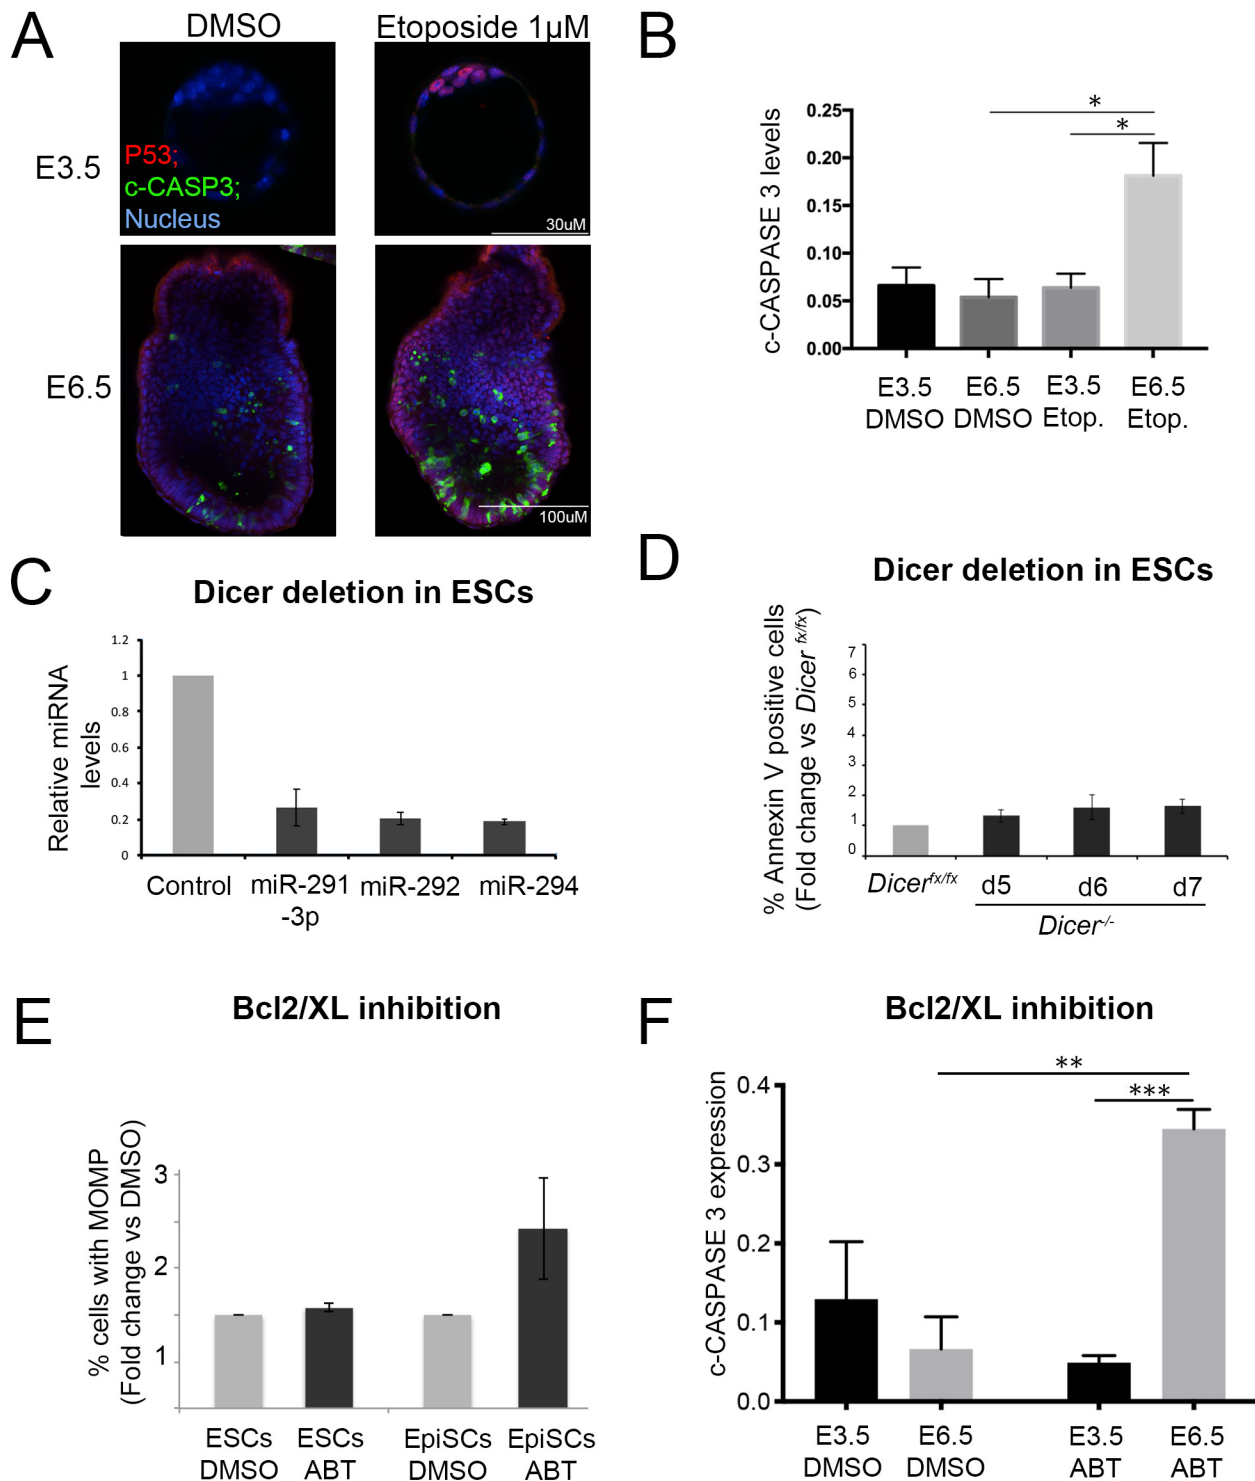 A
DMSO
Etoposide 1µM
E3.5
P53;
c-CASP3;
Nucleus
30uM
E6.5
100uM
B
c-CASPASE 3 levels
0.25
0.20
0.15
0.10
0.05
0.00
*
*
E3.5 DMSO
E6.5 DMSO
E3.5 Etop.
E6.5 Etop.
C
Dicer deletion in ESCs
Relative miRNA
levels
1.2
1
0.8
0.6
0.4
0.2
0
Control
miR-291
-3p
miR-292
miR-294
D
Dicer deletion in ESCs
% Annexin V positive cells
(Fold change vs Dicer fx/fx)
7
6
5
4
3
2
1
0
Dicerfx/fx
d5
d6
d7
Dicer-/-
E
Bcl2/XL inhibition
% cells with MOMP
(Fold change vs DMSO)
3
2
1
ESCs
DMSO
ESCs
ABT
EpiSCs
DMSO
EpiSCs
ABT
F
Bcl2/XL inhibition
c-CASPASE 3 expression
0.4
0.3
0.2
0.1
0.0
**
***
E3.5
DMSO
E6.5
DMSO
E3.5
ABT
E6.5
ABT